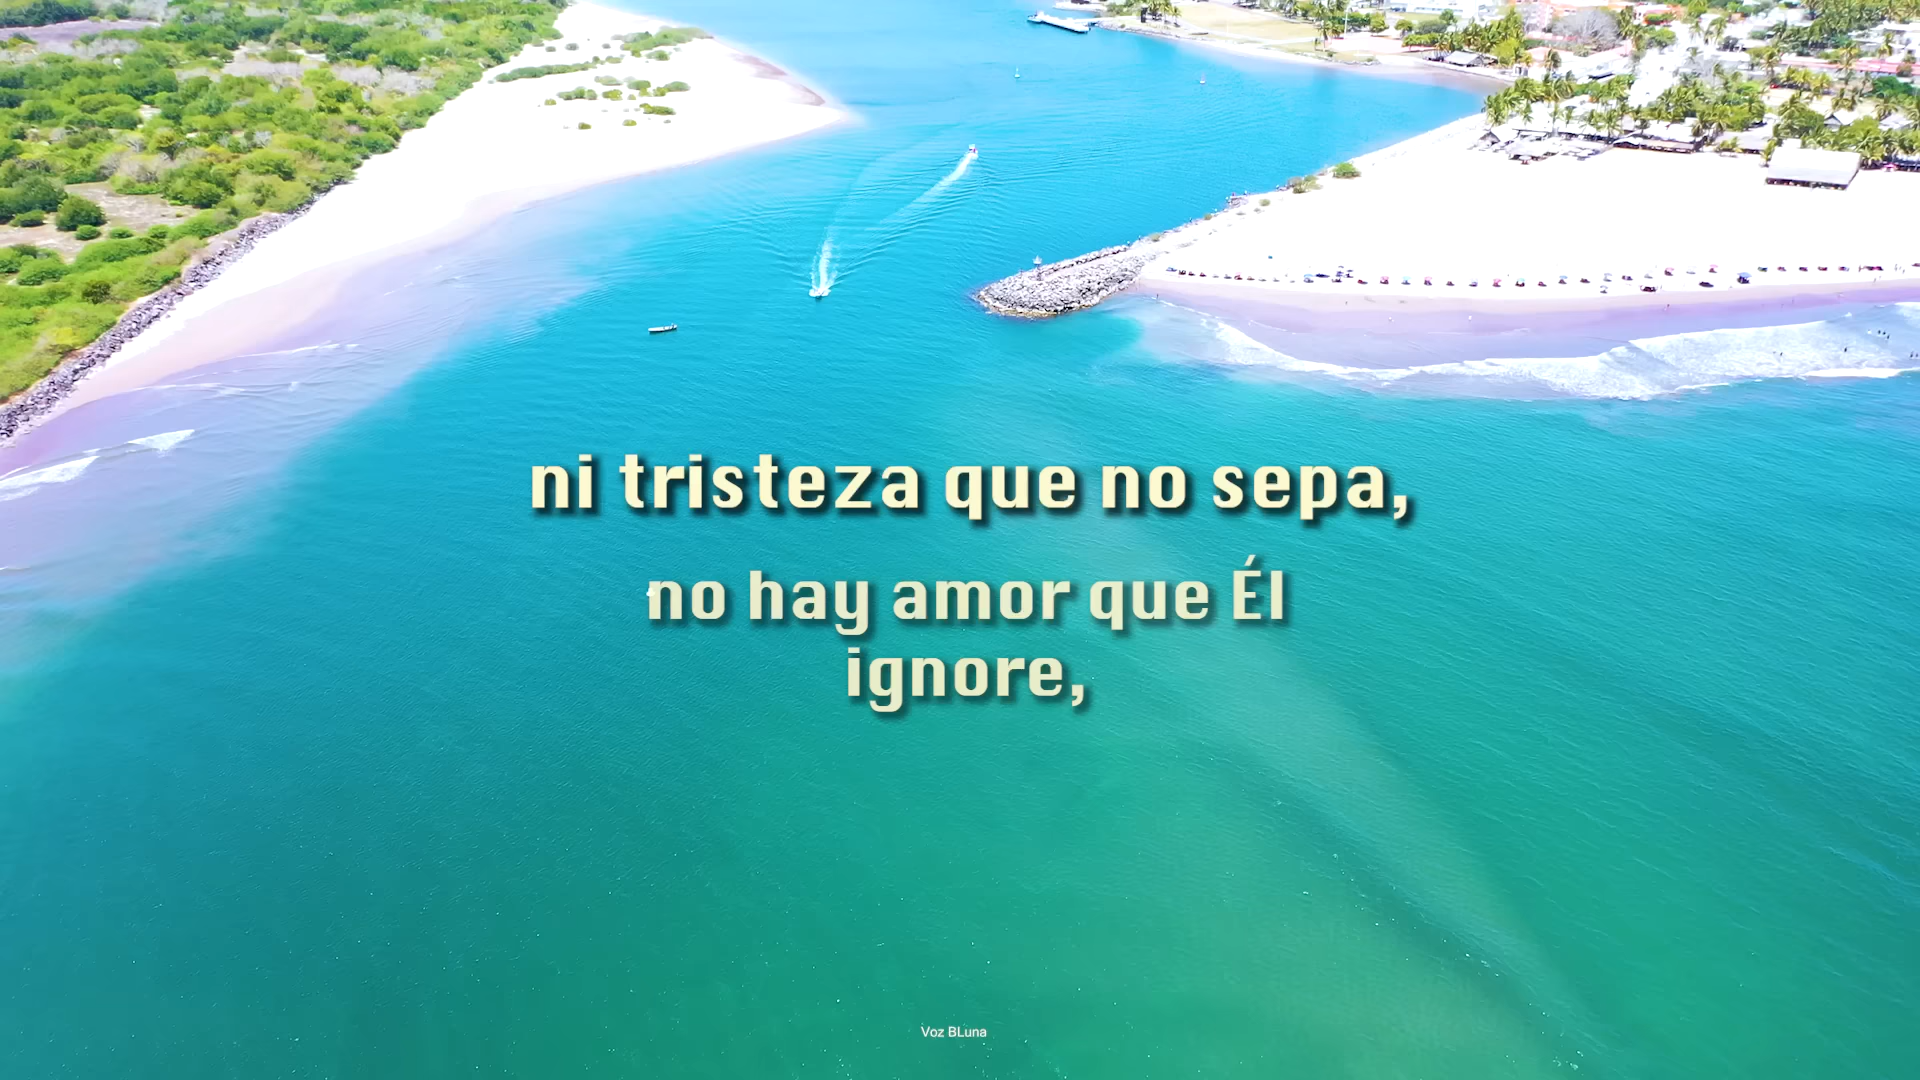 ni tristeza que no sepa,
no hay amor que Él
ignore,
Voz BLuna